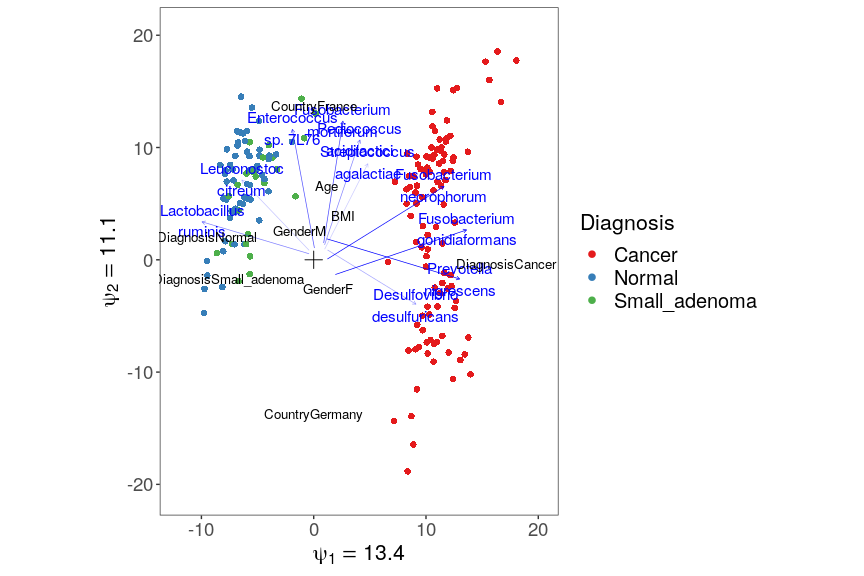 20
10
0
-10
-20
-10
0
10
20
ψ1 = 13.4
ψ2 = 11.1
CountryFrance
Fusobacterium
mortiferum
Enterococcus
sp. 7L76
Pediococcus
acidilactici
Streptococcus
agalactiae
Fusobacterium
necrophorum
Leuconostoc
citreum
Age
Lactobacillus
ruminis
BMI
GenderM
Fusobacterium
gonidiaformans
DiagnosisNormal
DiagnosisCancer
Prevotella
nigrescens
DiagnosisSmall_adenoma
GenderF
Desulfovibrio
desulfuricans
CountryGermany
Diagnosis
Cancer
Normal
Small_adenoma